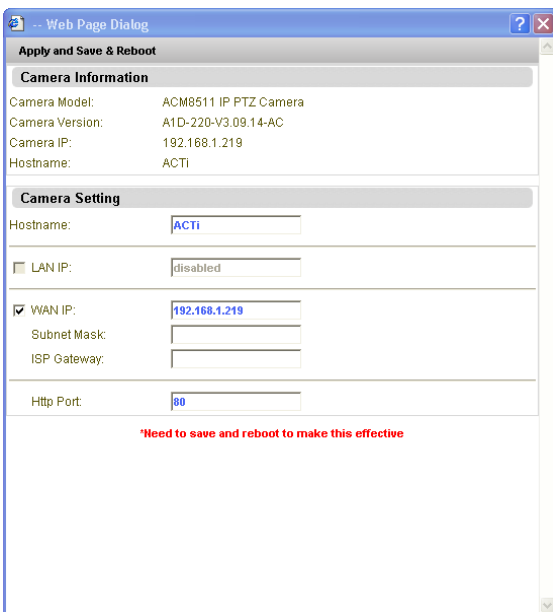 -- Web Page Dialog
Apply and Save & Reboot
Camera Information
Camera Model: ACM8511 IP PTZ Camera
Camera Version: A1D-220-V3.09.14-AC
Camera IP: 192.168.1.219
Hostname: ACTi
Camera Setting
Hostname: ACTi
LAN IP: disabled
WAN IP: 192.168.1.219
Subnet Mask:
ISP Gateway:
Http Port: 80
*Need to save and reboot to make this effective